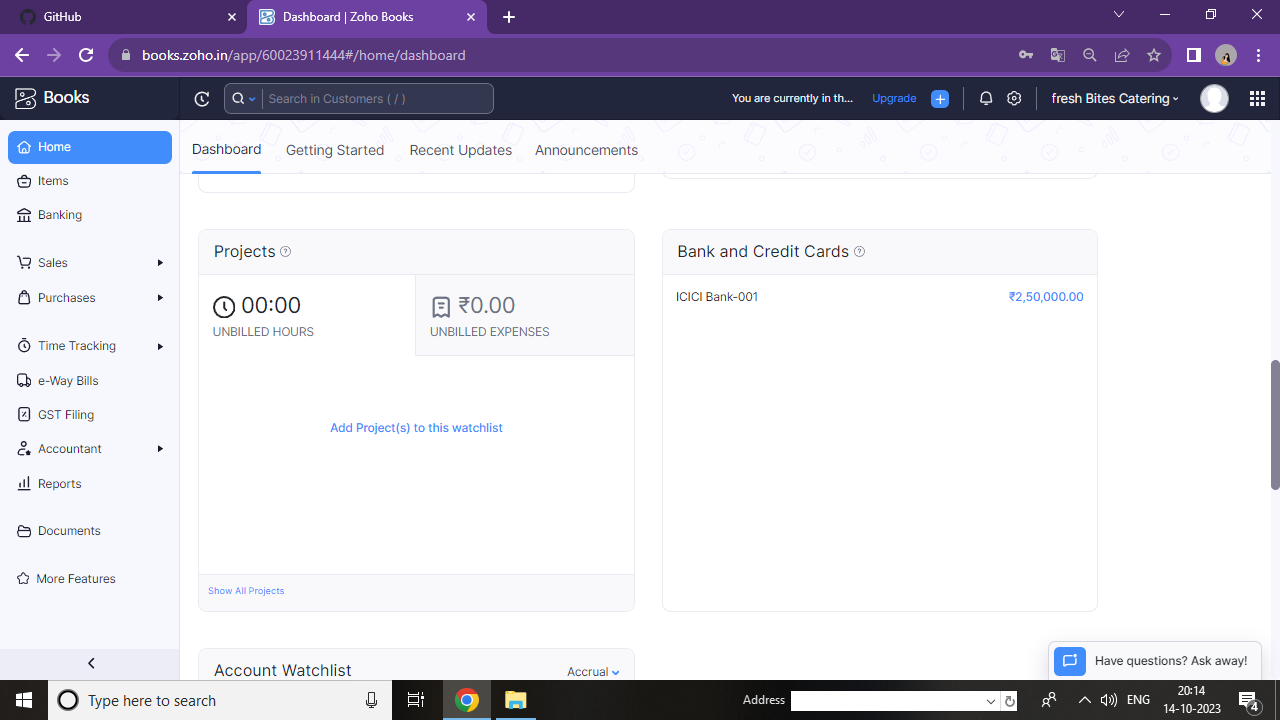 GitHub
Dashboard | Zoho Books
books.zoho.in/app/60023911444#/home/dashboard
Books
Search in Customers ( / )
You are currently in th...
Upgrade
fresh Bites Catering
Home
Items
Banking
Sales
Purchases
Time Tracking
e-Way Bills
GST Filing
Accountant
Reports
Documents
More Features
Dashboard
Getting Started
Recent Updates
Announcements
Projects
00:00
UNBILLED HOURS
₹0.00
UNBILLED EXPENSES
Add Project(s) to this watchlist
Show All Projects
Bank and Credit Cards
ICICI Bank-001
₹2,50,000.00
Account Watchlist
Accrual
Have questions? Ask away!
Type here to search
Address
ENG
20:14
14-10-2023
4